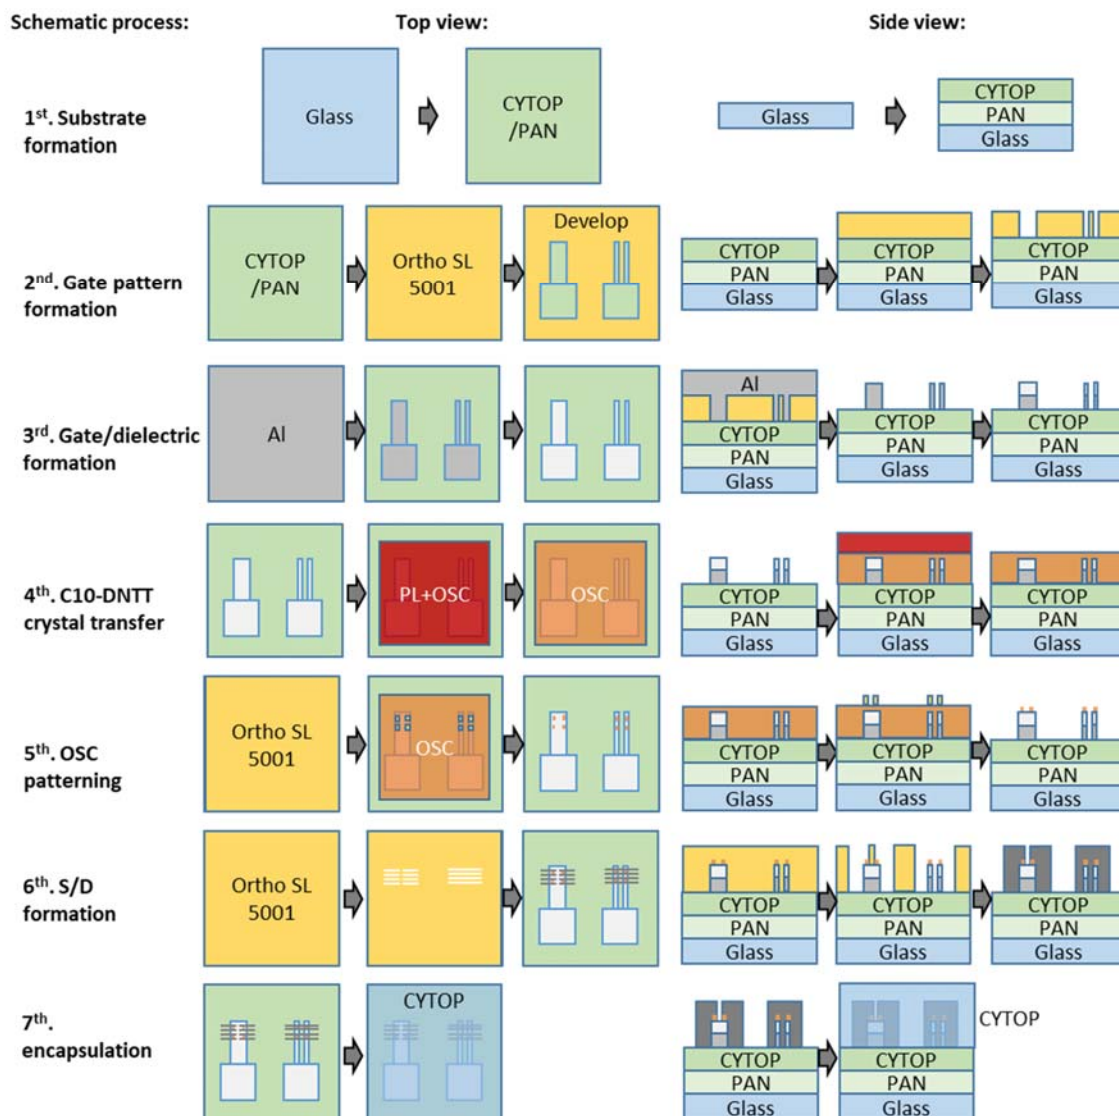 Schematic process:
Top view:
Side view:
1st. Substrate
formation
Glass
CYTOP
/PAN
Glass
CYTOP
PAN
Glass
2nd. Gate pattern
formation
CYTOP
/PAN
Ortho SL
5001
Develop
CYTOP
PAN
Glass
CYTOP
PAN
Glass
CYTOP
PAN
Glass
3rd. Gate/dielectric
formation
Al
Al
CYTOP
PAN
Glass
CYTOP
PAN
Glass
CYTOP
PAN
Glass
4th. C10-DNTT
crystal transfer
PL+OSC
OSC
CYTOP
PAN
Glass
CYTOP
PAN
Glass
CYTOP
PAN
Glass
5th. OSC
patterning
Ortho SL
5001
OSC
CYTOP
PAN
Glass
CYTOP
PAN
Glass
CYTOP
PAN
Glass
6th. S/D
formation
Ortho SL
5001
CYTOP
PAN
Glass
CYTOP
PAN
Glass
CYTOP
PAN
Glass
7th.
encapsulation
CYTOP
CYTOP
CYTOP
PAN
Glass
CYTOP
PAN
Glass